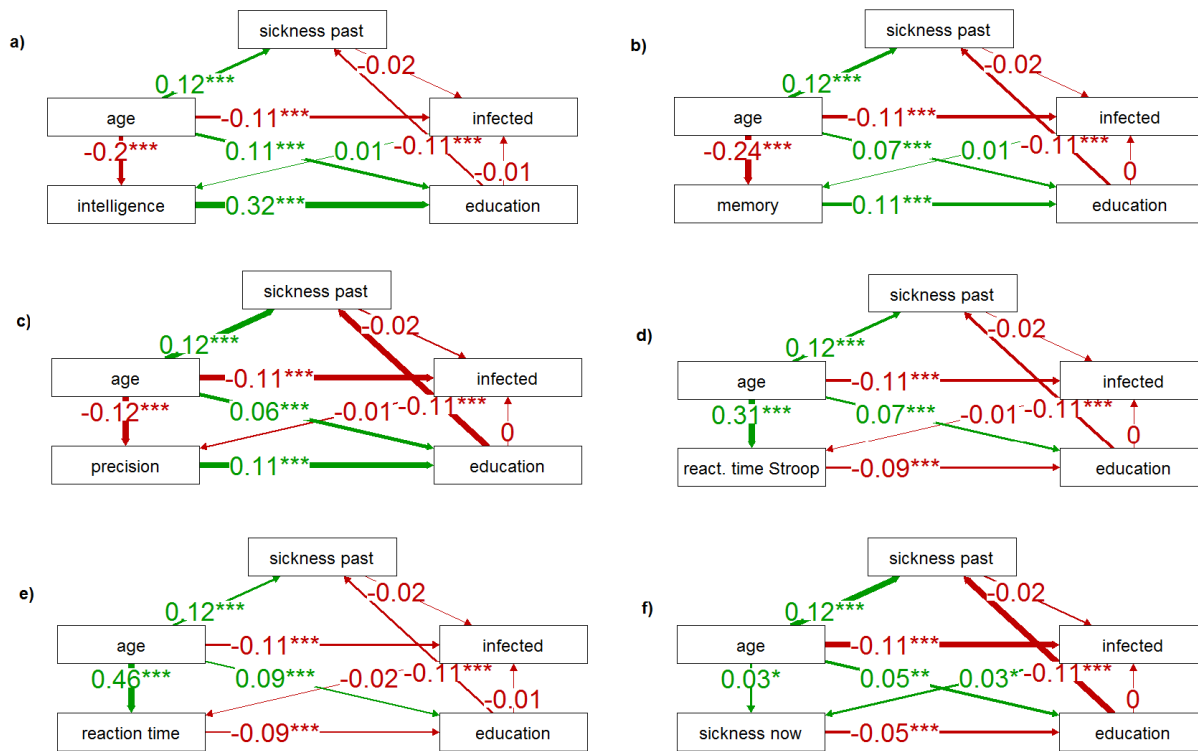 a)
sickness past
0.12***
-0.02
age
-0.11***
infected
-0.2***
0.11***
0.01
-0.11***
-0.01
intelligence
0.32***
education
b)
sickness past
0.12***
-0.02
age
-0.11***
infected
-0.24***
0.07***
0.01
-0.11***
0
memory
0.11***
education
c)
sickness past
0.12***
-0.02
age
-0.11***
infected
-0.12***
0.06***
-0.01
-0.11***
0
precision
0.11***
education
d)
sickness past
0.12***
-0.02
age
-0.11***
infected
0.31***
0.07***
-0.01
-0.11***
0
react. time Stroop
-0.09***
education
e)
sickness past
0.12***
-0.02
age
-0.11***
infected
0.46***
0.09***
-0.02
-0.11***
-0.01
reaction time
-0.09***
education
f)
sickness past
0.12***
-0.02
age
-0.11***
infected
0.03*
0.05**
0.03*
-0.11***
0
sickness now
-0.05***
education